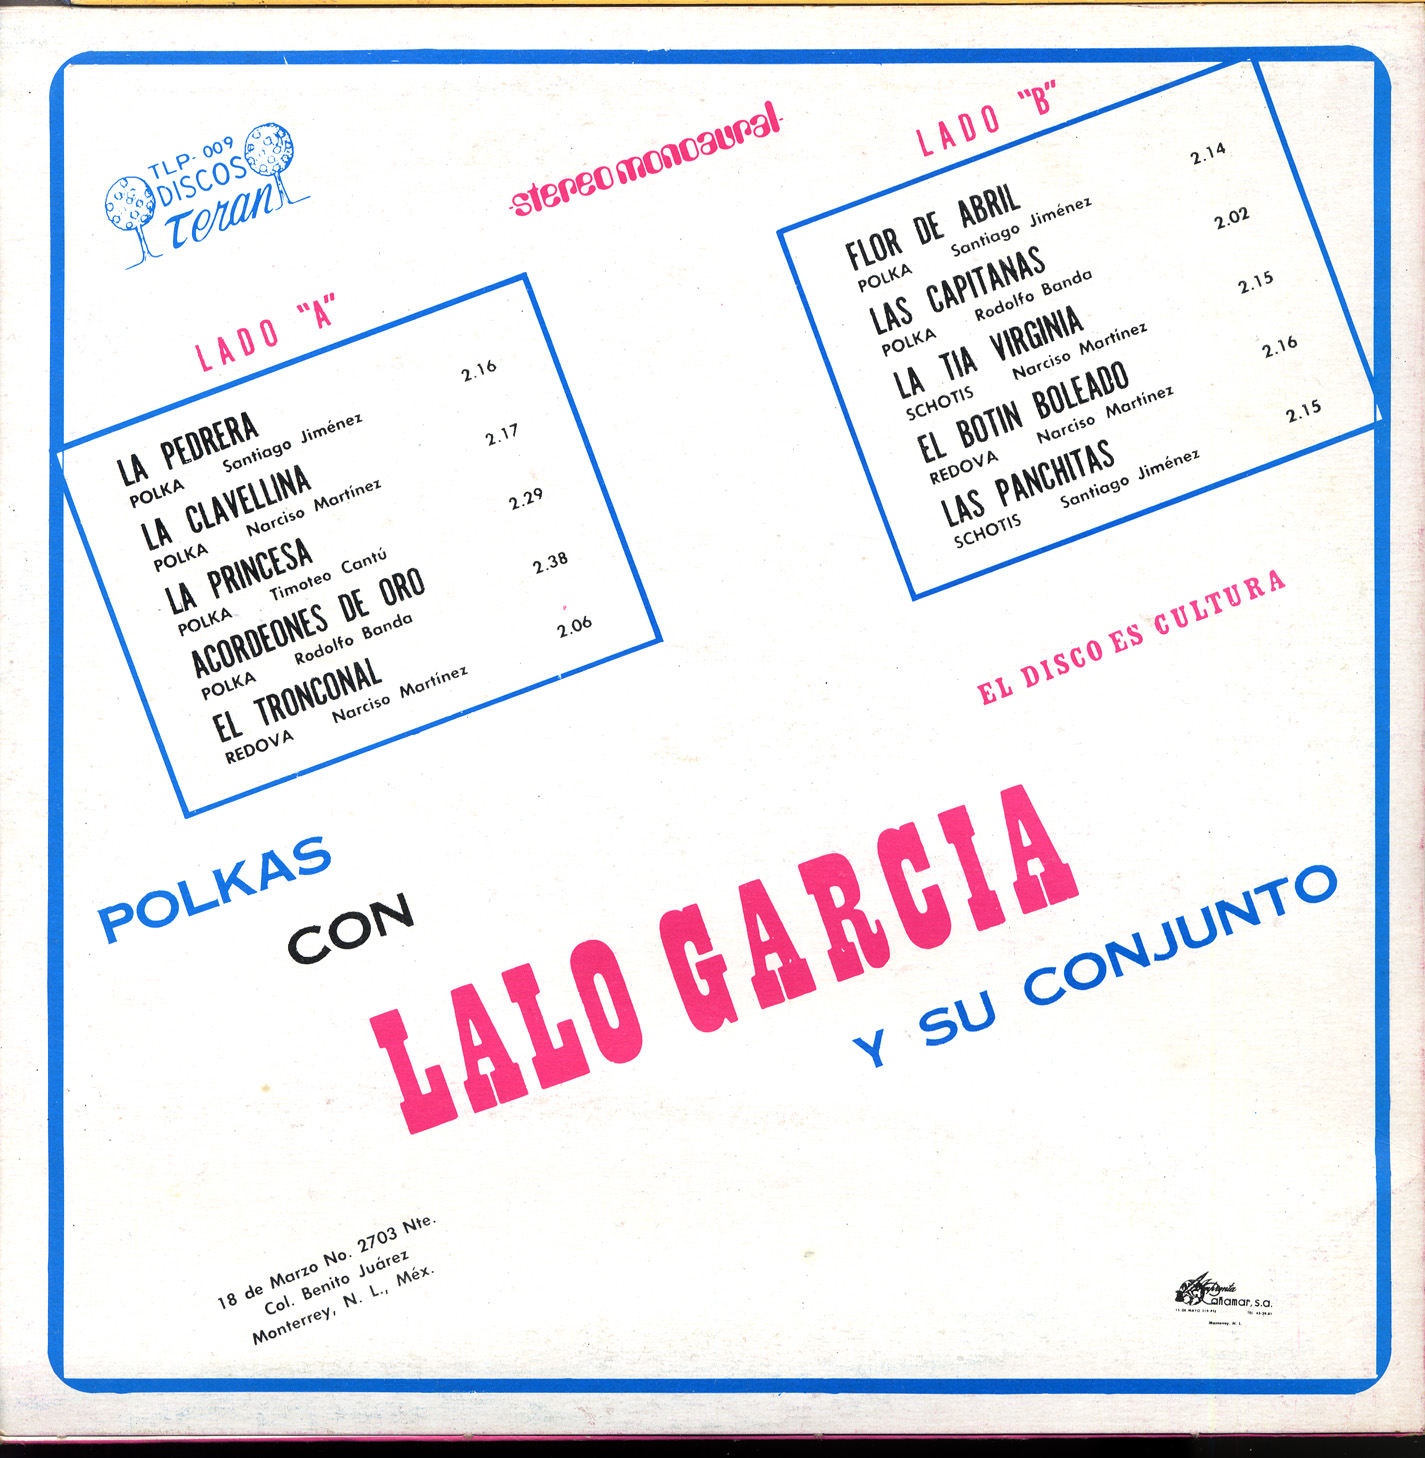 TLP- 009
DISCOS
Teran
-stereo monoaural-
LADO "A"
LA PEDRERA 2.16
POLKA Santiago Jiménez
LA CLAVELLINA 2.17
POLKA Narciso Martínez
LA PRINCESA 2.29
POLKA Timoteo Cantú
ACORDEONES DE ORO 2.38
POLKA Rodolfo Banda
EL TRONCONAL 2.06
REDOVA Narciso Martínez
LADO "B"
FLOR DE ABRIL 2.14
POLKA Santiago Jiménez
LAS CAPITANAS 2.02
POLKA Rodolfo Banda
LA TIA VIRGINIA 2.15
SCHOTIS Narciso Martínez
EL BOTIN BOLEADO 2.16
REDOVA Narciso Martínez
LAS PANCHITAS 2.15
SCHOTIS Santiago Jiménez
EL DISCO ES CULTURA
POLKAS
CON
LALO GARCIA
Y SU CONJUNTO
18 de Marzo No. 2703 Nte.
Col. Benito Juárez
Monterrey, N. L., Méx.
Imprenta
Cañamar, s.a.
Monterrey, N. L.